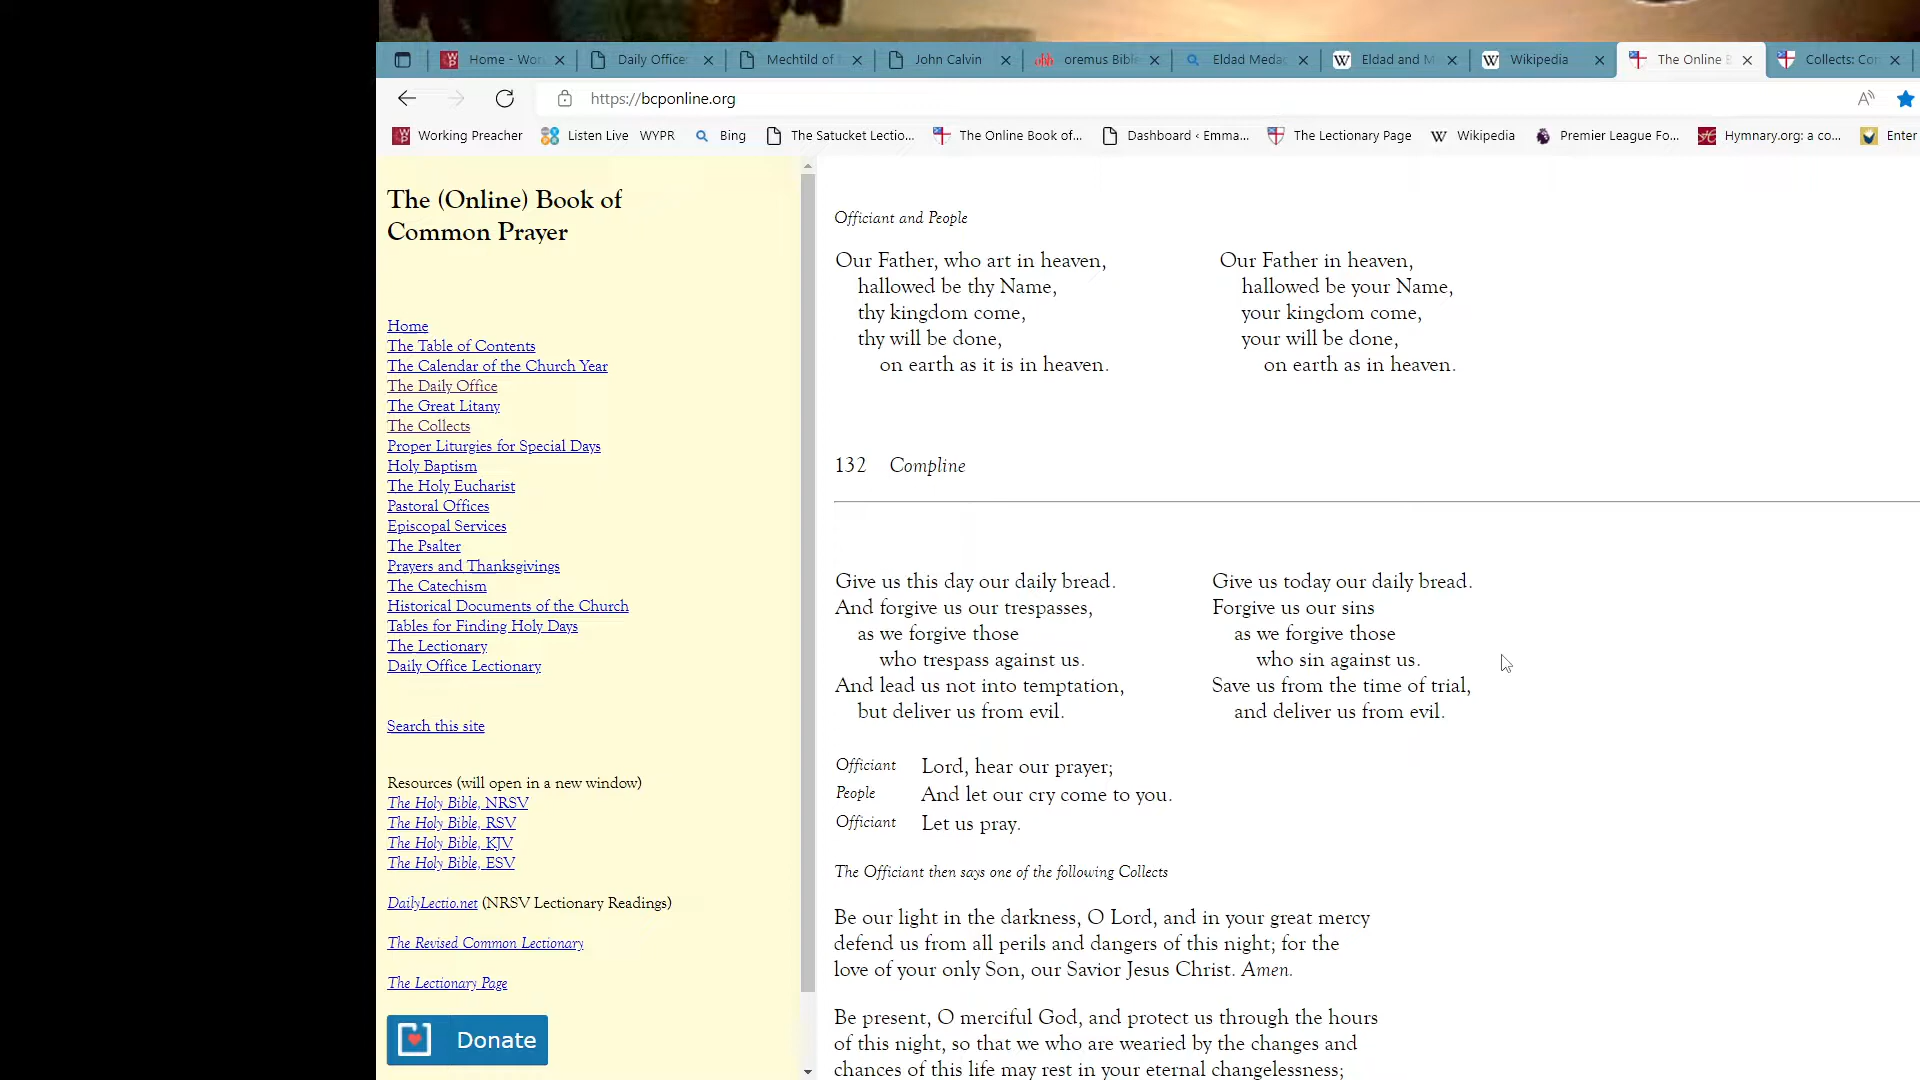 Home - Wor
Daily Office
Mechtild of
John Calvin
oremus Bible
Eldad Medad
Eldad and M
Wikipedia
The Online B
Collects: Con
https://bcponline.org
Working Preacher
Listen Live WYPR
Bing
The Satucket Lectio...
The Online Book of...
Dashboard ‹ Emma...
The Lectionary Page
Wikipedia
Premier League Fo...
Hymnary.org: a co...
Enter
The (Online) Book of
Common Prayer
Home
The Table of Contents
The Calendar of the Church Year
The Daily Office
The Great Litany
The Collects
Proper Liturgies for Special Days
Holy Baptism
The Holy Eucharist
Pastoral Offices
Episcopal Services
The Psalter
Prayers and Thanksgivings
The Catechism
Historical Documents of the Church
Tables for Finding Holy Days
The Lectionary
Daily Office Lectionary
Search this site
Resources (will open in a new window)
The Holy Bible, NRSV
The Holy Bible, RSV
The Holy Bible, KJV
The Holy Bible, ESV
DailyLectio.net (NRSV Lectionary Readings)
The Revised Common Lectionary
The Lectionary Page
Donate
Officiant and People
Our Father, who art in heaven,
hallowed be thy Name,
thy kingdom come,
thy will be done,
on earth as it is in heaven.
Our Father in heaven,
hallowed be your Name,
your kingdom come,
your will be done,
on earth as in heaven.
132 Compline
Give us this day our daily bread.
And forgive us our trespasses,
as we forgive those
who trespass against us.
And lead us not into temptation,
but deliver us from evil.
Give us today our daily bread.
Forgive us our sins
as we forgive those
who sin against us.
Save us from the time of trial,
and deliver us from evil.
Officiant Lord, hear our prayer;
People And let our cry come to you.
Officiant Let us pray.
The Officiant then says one of the following Collects
Be our light in the darkness, O Lord, and in your great mercy
defend us from all perils and dangers of this night; for the
love of your only Son, our Savior Jesus Christ. Amen.
Be present, O merciful God, and protect us through the hours
of this night, so that we who are wearied by the changes and
chances of this life may rest in your eternal changelessness;